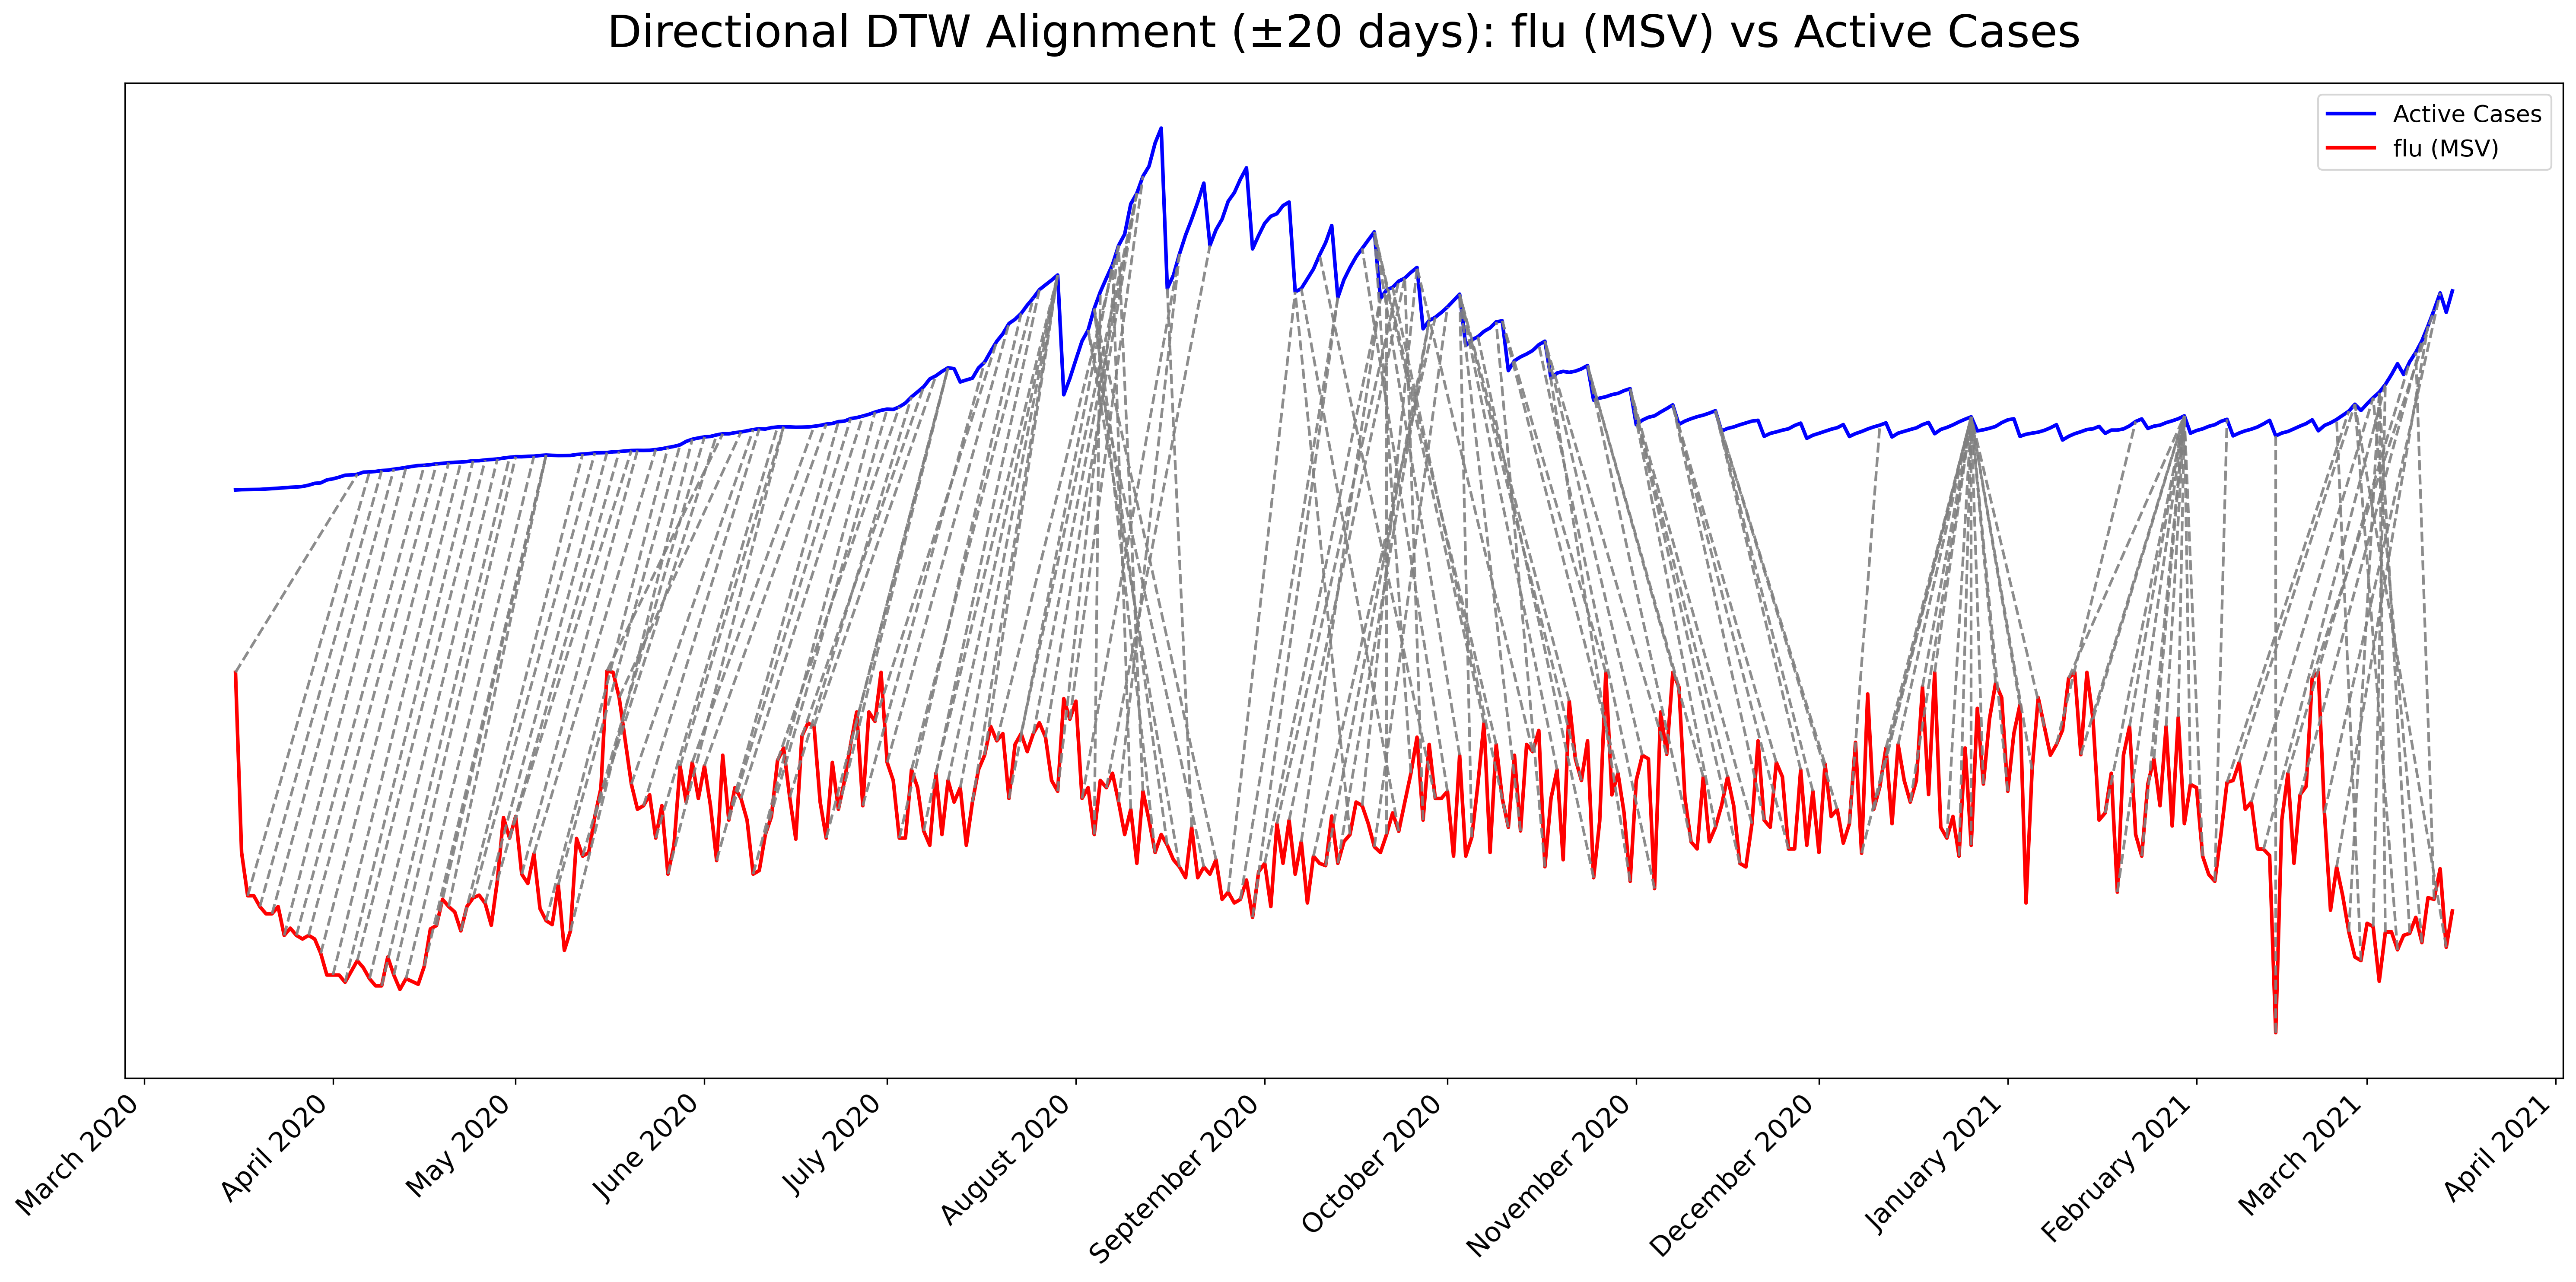 Directional DTW Alignment (±20 days): flu (MSV) vs Active Cases
Active Cases
flu (MSV)
March 2020
April 2020
May 2020
June 2020
July 2020
August 2020
September 2020
October 2020
November 2020
December 2020
January 2021
February 2021
March 2021
April 2021